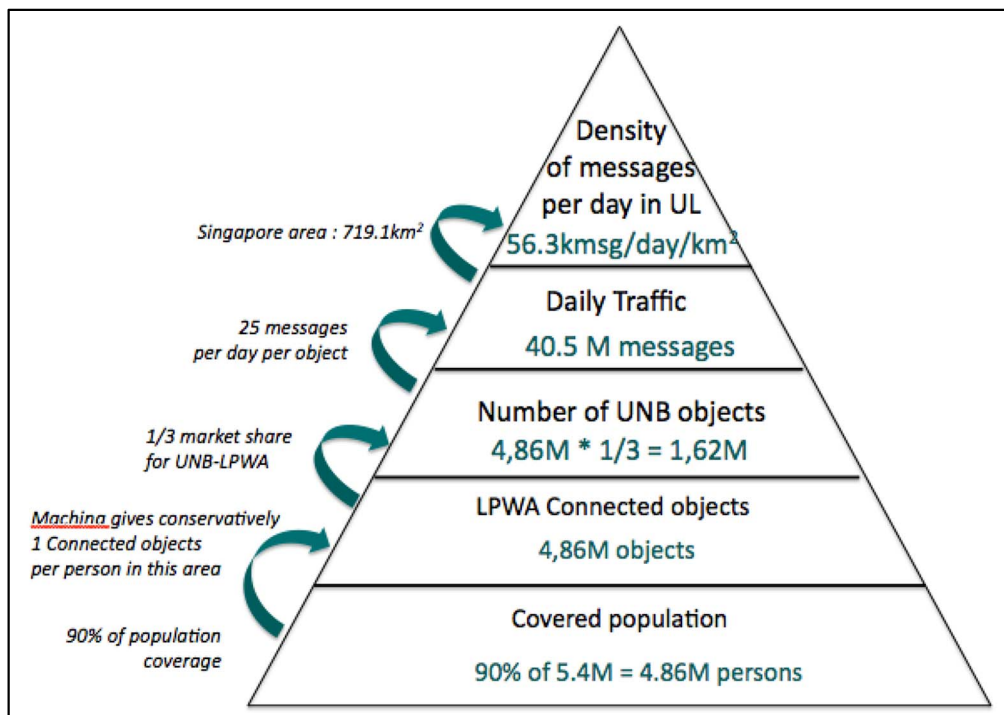 Density
of messages
per day in UL
56.3kmsg/day/km²
Singapore area : 719.1km²
Daily Traffic
40.5 M messages
25 messages
per day per object
Number of UNB objects
4,86M * 1/3 = 1,62M
1/3 market share
for UNB-LPWA
LPWA Connected objects
4,86M objects
Machina gives conservatively
1 Connected objects
per person in this area
Covered population
90% of 5.4M = 4.86M persons
90% of population
coverage